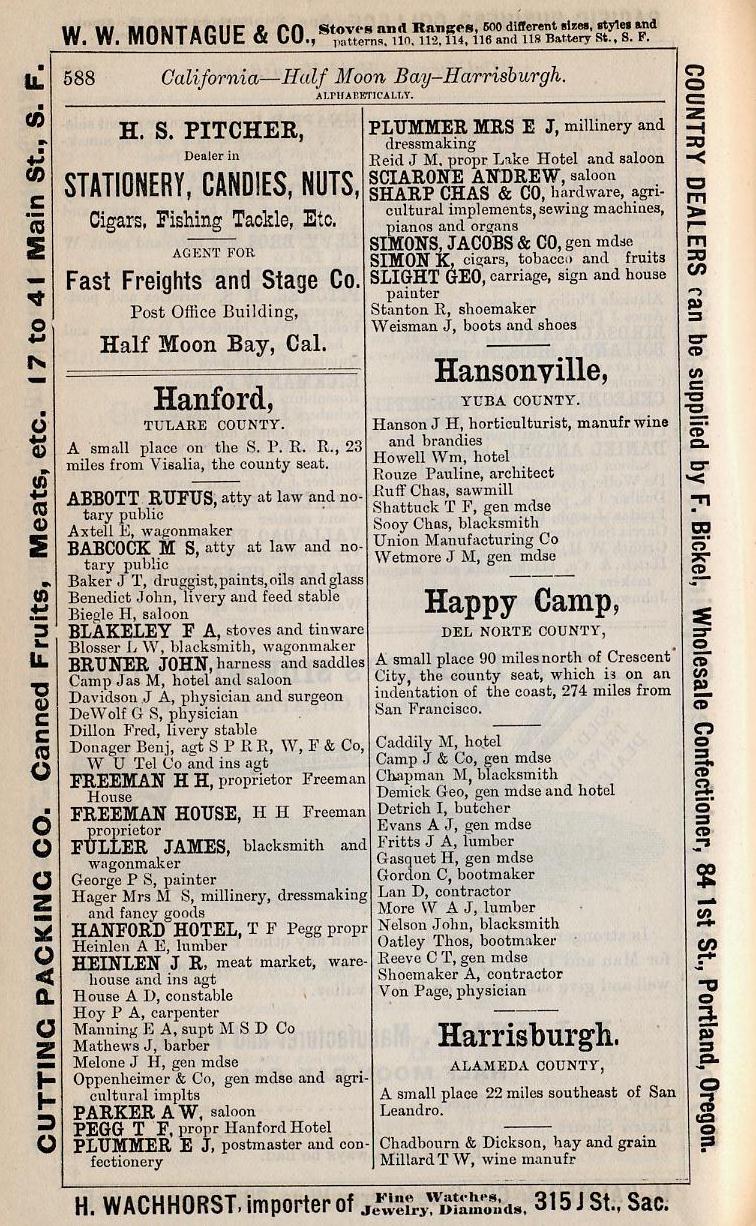 W. W. MONTAGUE & CO., Stoves and Ranges, 500 different sizes, styles and
patterns, 110, 112, 114, 116 and 118 Battery St., S. F.
588 California—Half Moon Bay–Harrisburgh.
ALPHABETICALLY.
H. S. PITCHER,
Dealer in
STATIONERY, CANDIES, NUTS,
Cigars, Fishing Tackle, Etc.
AGENT FOR
Fast Freights and Stage Co.
Post Office Building,
Half Moon Bay, Cal.
Hanford,
TULARE COUNTY.
A small place on the S. P. R. R., 23
miles from Visalia, the county seat.
ABBOTT RUFUS, atty at law and no-
tary public
Axtell E, wagonmaker
BABCOCK M S, atty at law and no-
tary public
Baker J T, druggist, paints, oils and glass
Benedict John, livery and feed stable
Biegle H, saloon
BLAKELEY F A, stoves and tinware
Blosser L W, blacksmith, wagonmaker
BRUNER JOHN, harness and saddles
Camp Jas M, hotel and saloon
Davidson J A, physician and surgeon
DeWolf G S, physician
Dillon Fred, livery stable
Donager Benj, agt S P R R, W, F & Co,
W U Tel Co and ins agt
FREEMAN H H, proprietor Freeman
House
FREEMAN HOUSE, H H Freeman
proprietor
FULLER JAMES, blacksmith and
wagonmaker
George P S, painter
Hager Mrs M S, millinery, dressmaking
and fancy goods
HANFORD HOTEL, T F Pegg propr
Heinlen A E, lumber
HEINLEN J R, meat market, ware-
house and ins agt
House A D, constable
Hoy P A, carpenter
Manning E A, supt M S D Co
Mathews J, barber
Melone J H, gen mdse
Oppenheimer & Co, gen mdse and agri-
cultural implts
PARKER A W, saloon
PEGG T F, propr Hanford Hotel
PLUMMER E J, postmaster and con-
fectionery
PLUMMER MRS E J, millinery and
dressmaking
Reid J M, propr Lake Hotel and saloon
SCIARONE ANDREW, saloon
SHARP CHAS & CO, hardware, agri-
cultural implements, sewing machines,
pianos and organs
SIMONS, JACOBS & CO, gen mdse
SIMON K, cigars, tobacco and fruits
SLIGHT GEO, carriage, sign and house
painter
Stanton R, shoemaker
Weisman J, boots and shoes
Hansonville,
YUBA COUNTY.
Hanson J H, horticulturist, manufr wine
and brandies
Howell Wm, hotel
Rouze Pauline, architect
Ruff Chas, sawmill
Shattuck T F, gen mdse
Sooy Chas, blacksmith
Union Manufacturing Co
Wetmore J M, gen mdse
Happy Camp,
DEL NORTE COUNTY,
A small place 90 miles north of Crescent
City, the county seat, which is on an
indentation of the coast, 274 miles from
San Francisco.
Caddily M, hotel
Camp J & Co, gen mdse
Chapman M, blacksmith
Demick Geo, gen mdse and hotel
Detrich I, butcher
Evans A J, gen mdse
Fritts J A, lumber
Gasquet H, gen mdse
Gordon C, bootmaker
Lan D, contractor
More W A J, lumber
Nelson John, blacksmith
Oatley Thos, bootmaker
Reeve C T, gen mdse
Shoemaker A, contractor
Von Page, physician
Harrisburgh.
ALAMEDA COUNTY,
A small place 22 miles southeast of San
Leandro.
Chadbourn & Dickson, hay and grain
Millard T W, wine manufr
CUTTING PACKING CO. Canned Fruits, Meats, etc. 17 to 41 Main St., S. F.
COUNTRY DEALERS can be supplied by F. Bickel, Wholesale Confectioner, 84 1st St., Portland, Oregon.
H. WACHHORST, importer of Fine Watches, Jewelry, Diamonds, 315 J St., Sac.